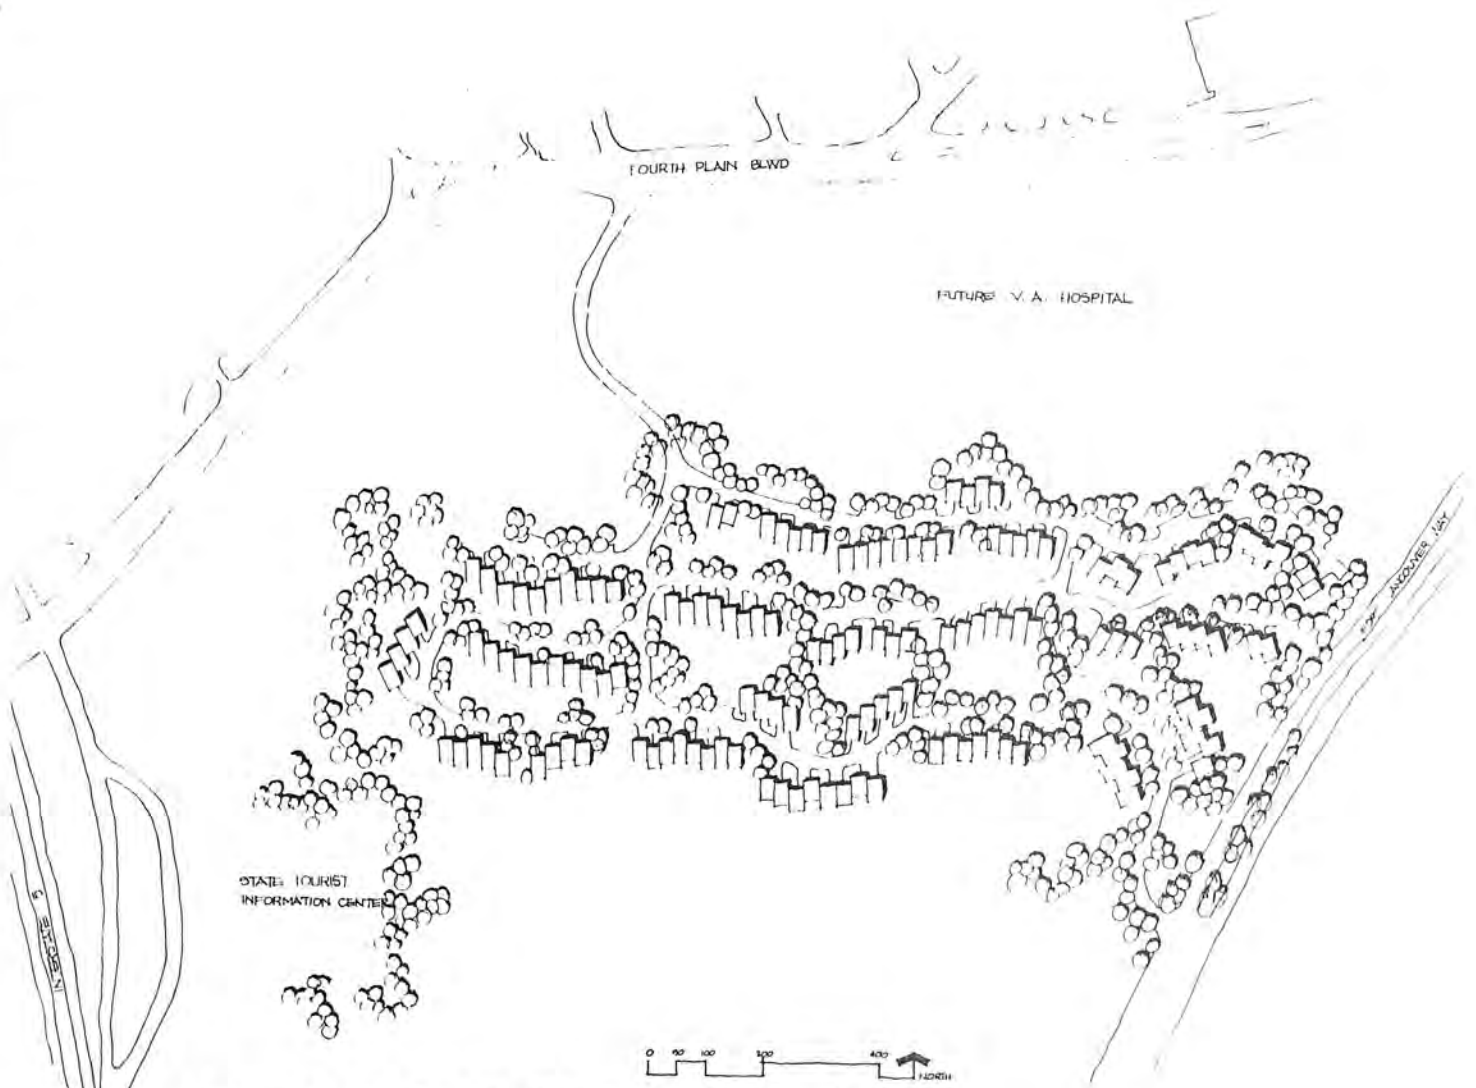 FOURTH PLAIN BLVD
FUTURE V. A. HOSPITAL
STATE TOURIST
INFORMATION CENTER
0 50 100 200 400
NORTH